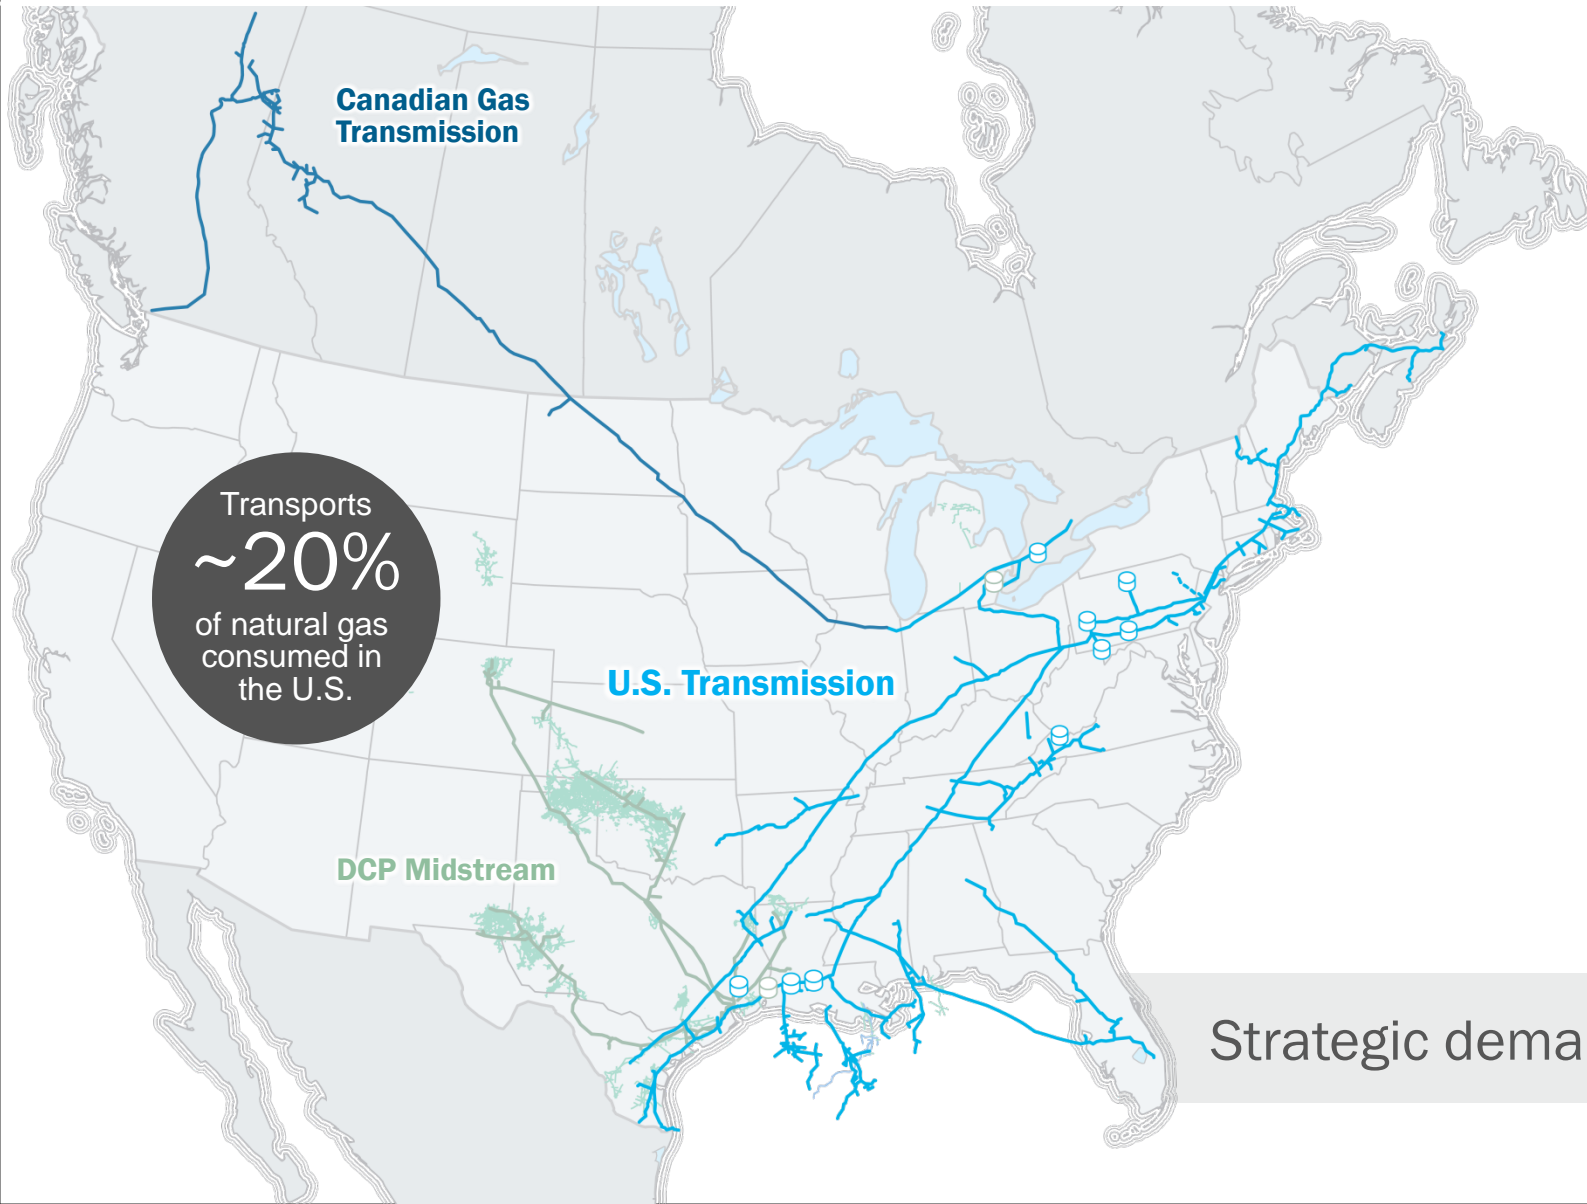 Canadian Gas
Transmission
Transports
~20%
of natural gas
consumed in
the U.S.
U.S. Transmission
DCP Midstream
Strategic dema